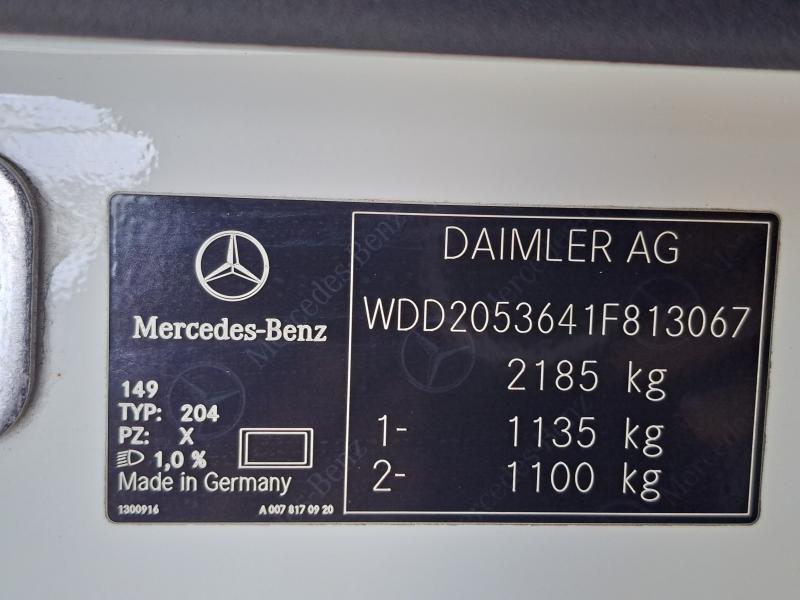 Mercedes-Benz
149
TYP: 204
PZ: X
1,0 %
Made in Germany
1300916
A 007 817 09 20
DAIMLER AG
WDD2053641F813067
2185 kg
1- 1135 kg
2- 1100 kg